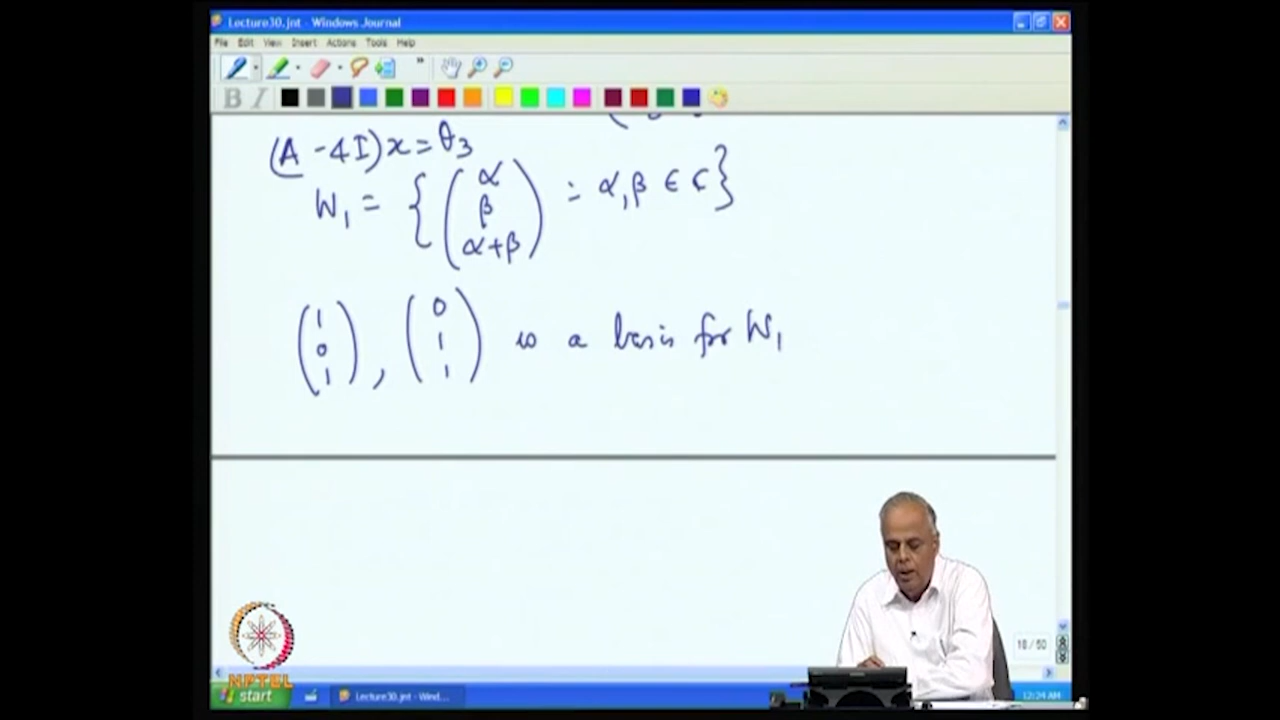 Lecture30.jnt - Windows Journal
File Edit View Insert Actions Tools Help
B I
(A - 4I)x = θ₃
W₁ = { ( α β α+β ) : α, β ∈ C }
( 1 0 1 ) , ( 0 1 1 ) is a basis for W₁
18 / 50
NPTEL
start Lecture30.jnt - Wind... 12:34 AM